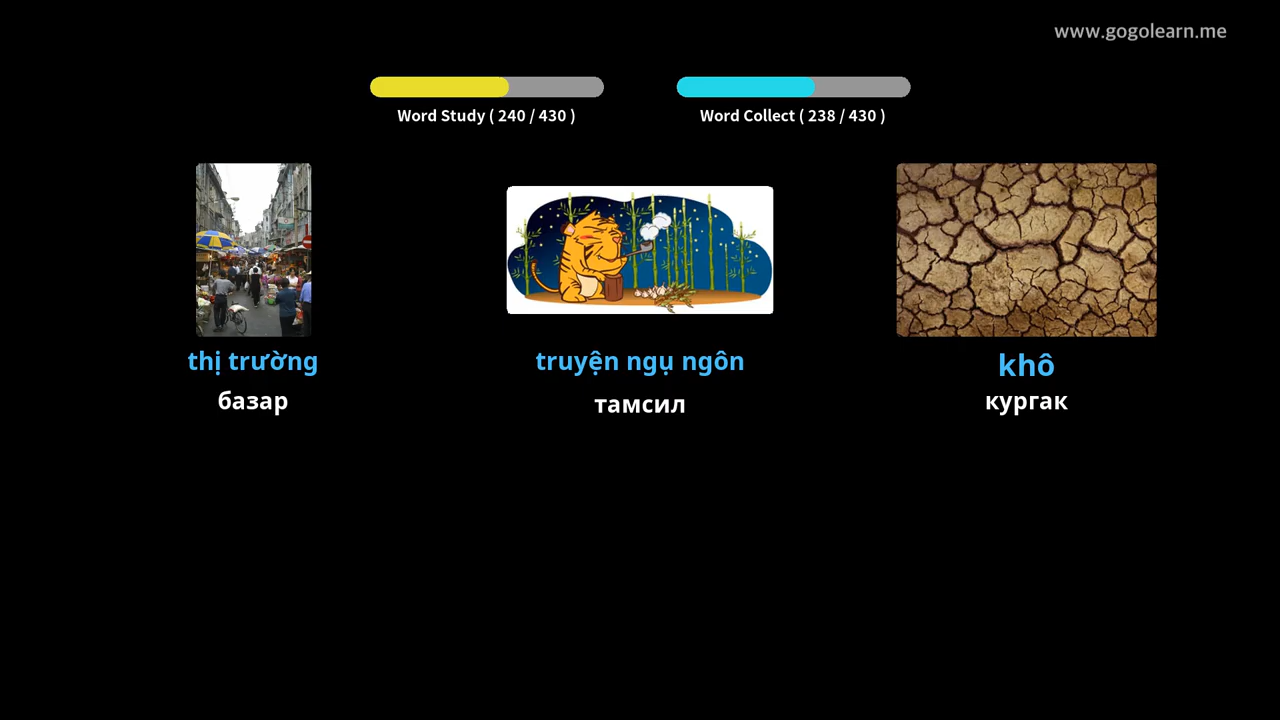 www.gogolearn.me
Word Study ( 240 / 430 )
Word Collect ( 238 / 430 )
thị trường
truyện ngụ ngôn
khô
базар
тамсил
кургак